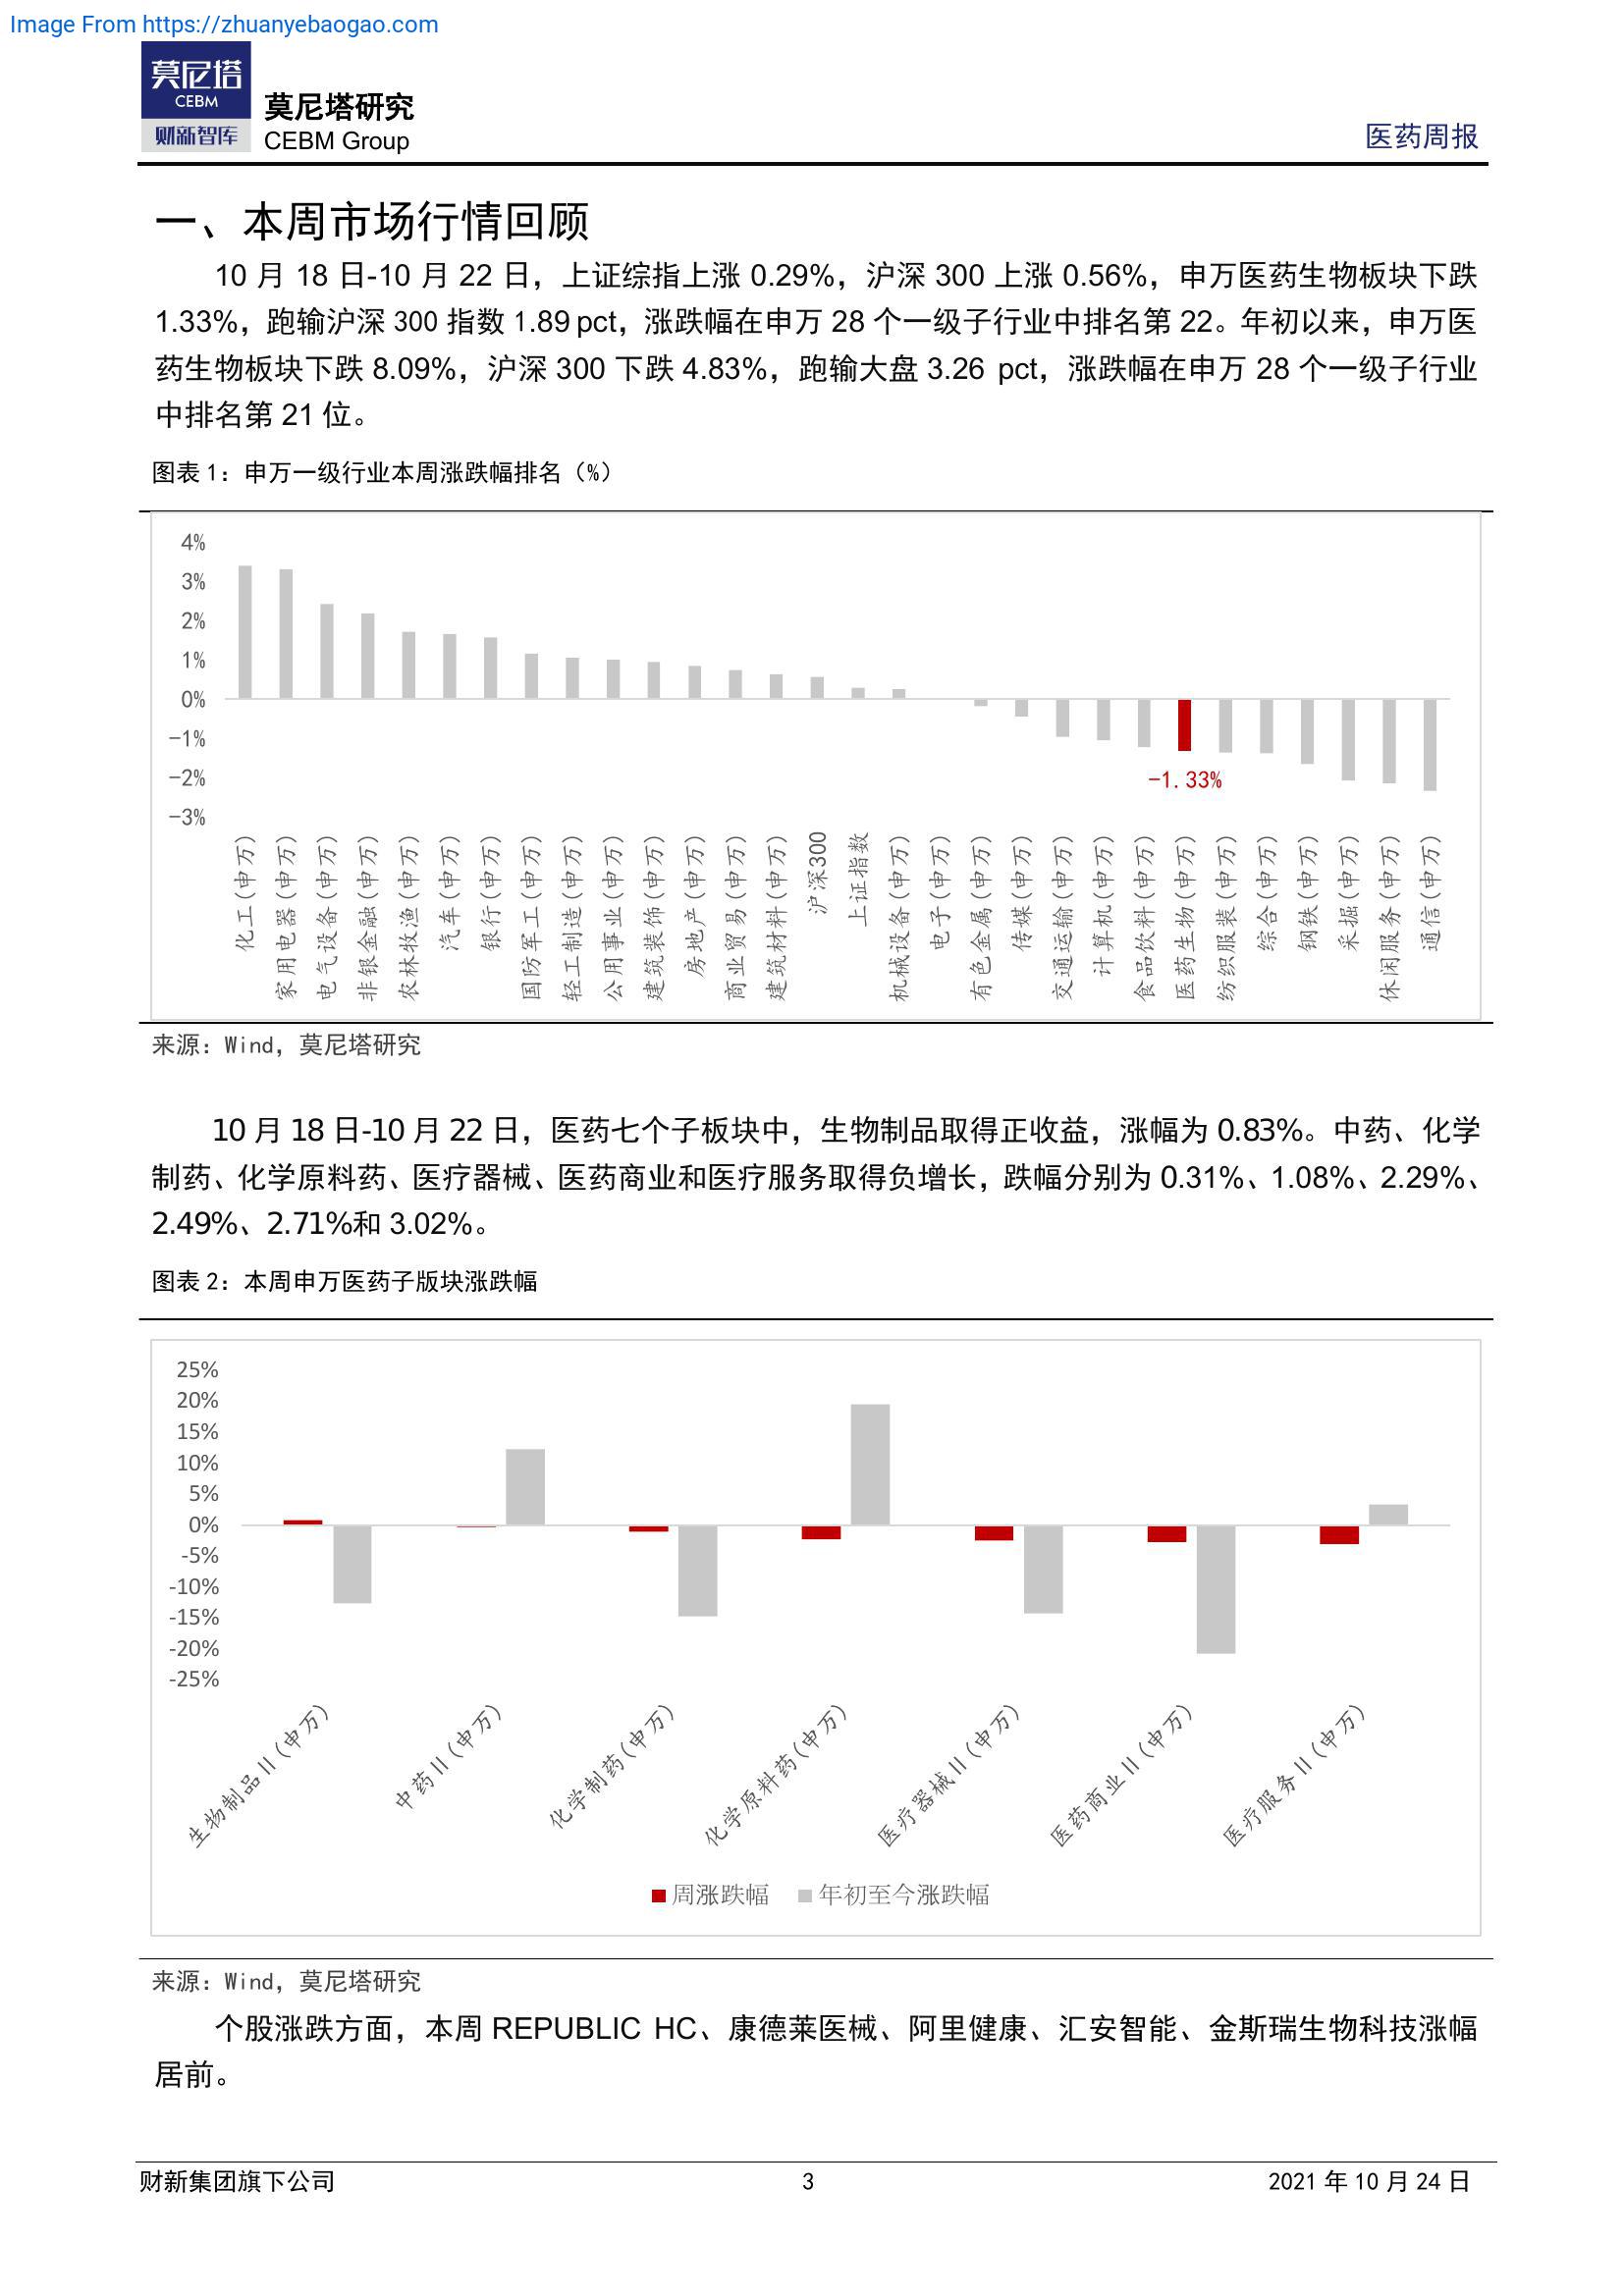 Image From https://zhuanyebaogao.com
莫尼塔
CEBM
财新智库
莫尼塔研究
CEBM Group
医药周报
一、本周市场行情回顾
10 月 18 日-10 月 22 日，上证综指上涨 0.29%，沪深 300 上涨 0.56%，申万医药生物板块下跌
1.33%，跑输沪深 300 指数 1.89 pct，涨跌幅在申万 28 个一级子行业中排名第 22。年初以来，申万医
药生物板块下跌 8.09%，沪深 300 下跌 4.83%，跑输大盘 3.26 pct，涨跌幅在申万 28 个一级子行业
中排名第 21 位。
图表 1：申万一级行业本周涨跌幅排名（%）
4%
3%
2%
1%
0%
-1%
-2%
-3%
-1.33%
化工(申万)
家用电器(申万)
电气设备(申万)
非银金融(申万)
农林牧渔(申万)
汽车(申万)
银行(申万)
国防军工(申万)
轻工制造(申万)
公用事业(申万)
建筑装饰(申万)
房地产(申万)
商业贸易(申万)
建筑材料(申万)
沪深300
上证指数
机械设备(申万)
电子(申万)
有色金属(申万)
传媒(申万)
交通运输(申万)
计算机(申万)
食品饮料(申万)
医药生物(申万)
纺织服装(申万)
综合(申万)
钢铁(申万)
采掘(申万)
休闲服务(申万)
通信(申万)
来源：Wind，莫尼塔研究
10 月 18 日-10 月 22 日，医药七个子板块中，生物制品取得正收益，涨幅为 0.83%。中药、化学
制药、化学原料药、医疗器械、医药商业和医疗服务取得负增长，跌幅分别为 0.31%、1.08%、2.29%、
2.49%、2.71%和 3.02%。
图表 2：本周申万医药子版块涨跌幅
25%
20%
15%
10%
5%
0%
-5%
-10%
-15%
-20%
-25%
生物制品II(申万)
中药II(申万)
化学制药(申万)
化学原料药(申万)
医疗器械II(申万)
医药商业II(申万)
医疗服务II(申万)
周涨跌幅 年初至今涨跌幅
来源：Wind，莫尼塔研究
个股涨跌方面，本周 REPUBLIC HC、康德莱医械、阿里健康、汇安智能、金斯瑞生物科技涨幅
居前。
财新集团旗下公司 3 2021 年 10 月 24 日